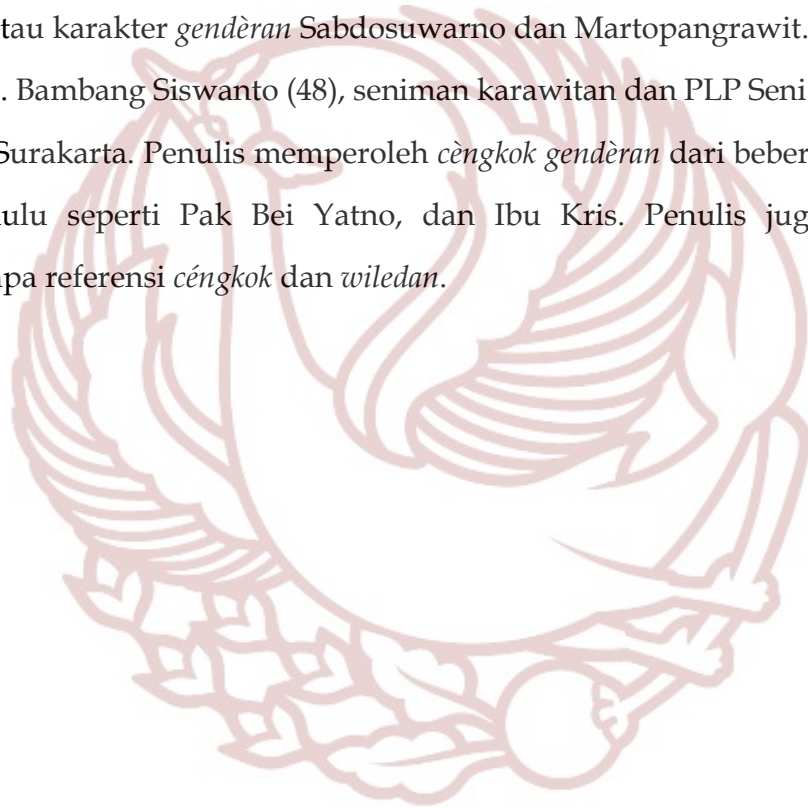 tau karakter gendèran Sabdosuwarno dan Martopangrawit.
. Bambang Siswanto (48), seniman karawitan dan PLP Seni
Surakarta. Penulis memperoleh cèngkok gendèran dari beber
ulu seperti Pak Bei Yatno, dan Ibu Kris. Penulis jug
pa referensi céngkok dan wiledan.